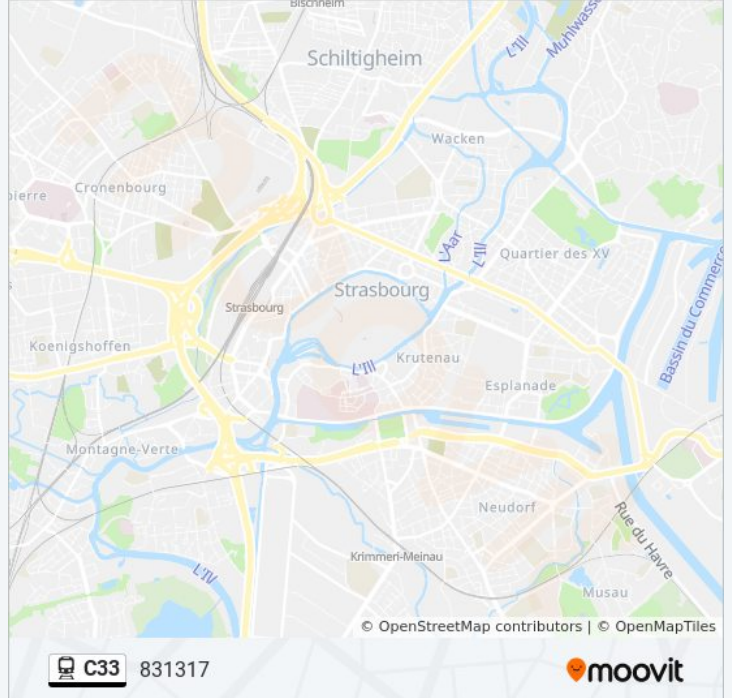 Bischheim
L'Ill
Muhlwass
Schiltigheim
Wacken
pierre
Cronenbourg
L'Aar
L'Ill
Quartier des XV
Strasbourg
Strasbourg
Bassin du Commerce
Koenigshoffen
L'Ill
Krutenau
Esplanade
Montagne-Verte
Neudorf
Rue du Havre
Krimmeri-Meinau
L'Ill
Musau
© OpenStreetMap contributors | © OpenMapTiles
C33 831317 moovit